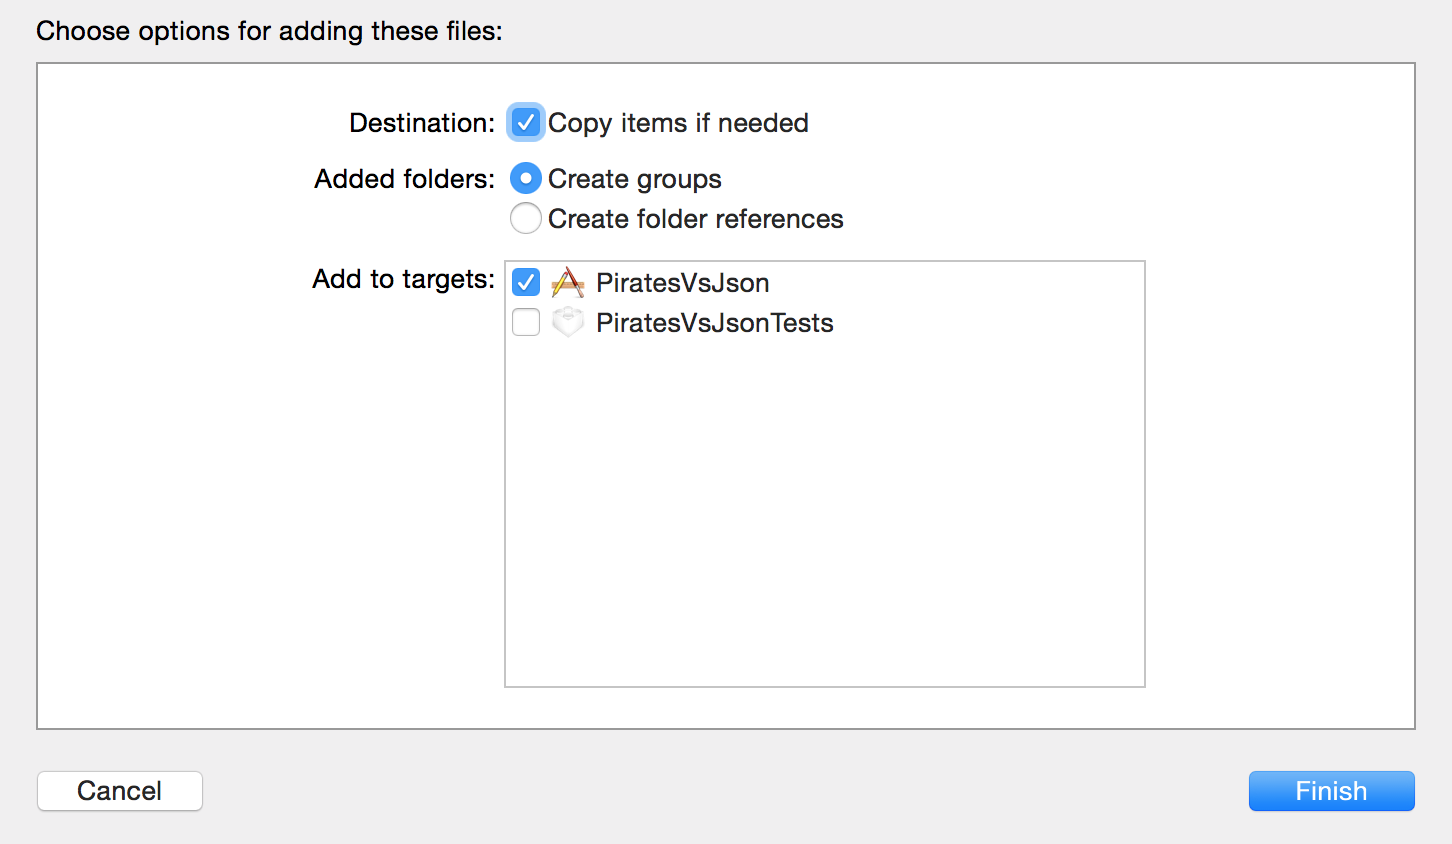 Choose options for adding these files:
Destination: Copy items if needed
Added folders: Create groups
Create folder references
Add to targets: PiratesVsJson
PiratesVsJsonTests
Cancel Finish